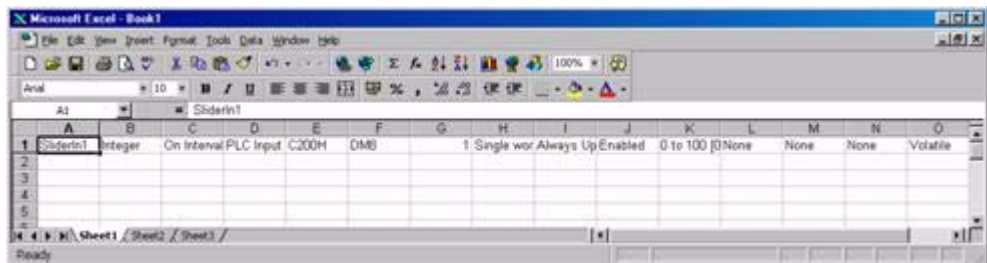 Microsoft Excel - Book1
File Edit View Insert Format Tools Data Window Help
100%
Arial 10 B I U
A1 = SliderIn1
A B C D E F G H I J K L M N O
1 SliderIn1 Integer On Interval PLC Input C200H DM8 1 Single wor Always Up Enabled 0 to 100 [0 None None None Volatile
2
3
4
5
Sheet1 Sheet2 Sheet3
Ready